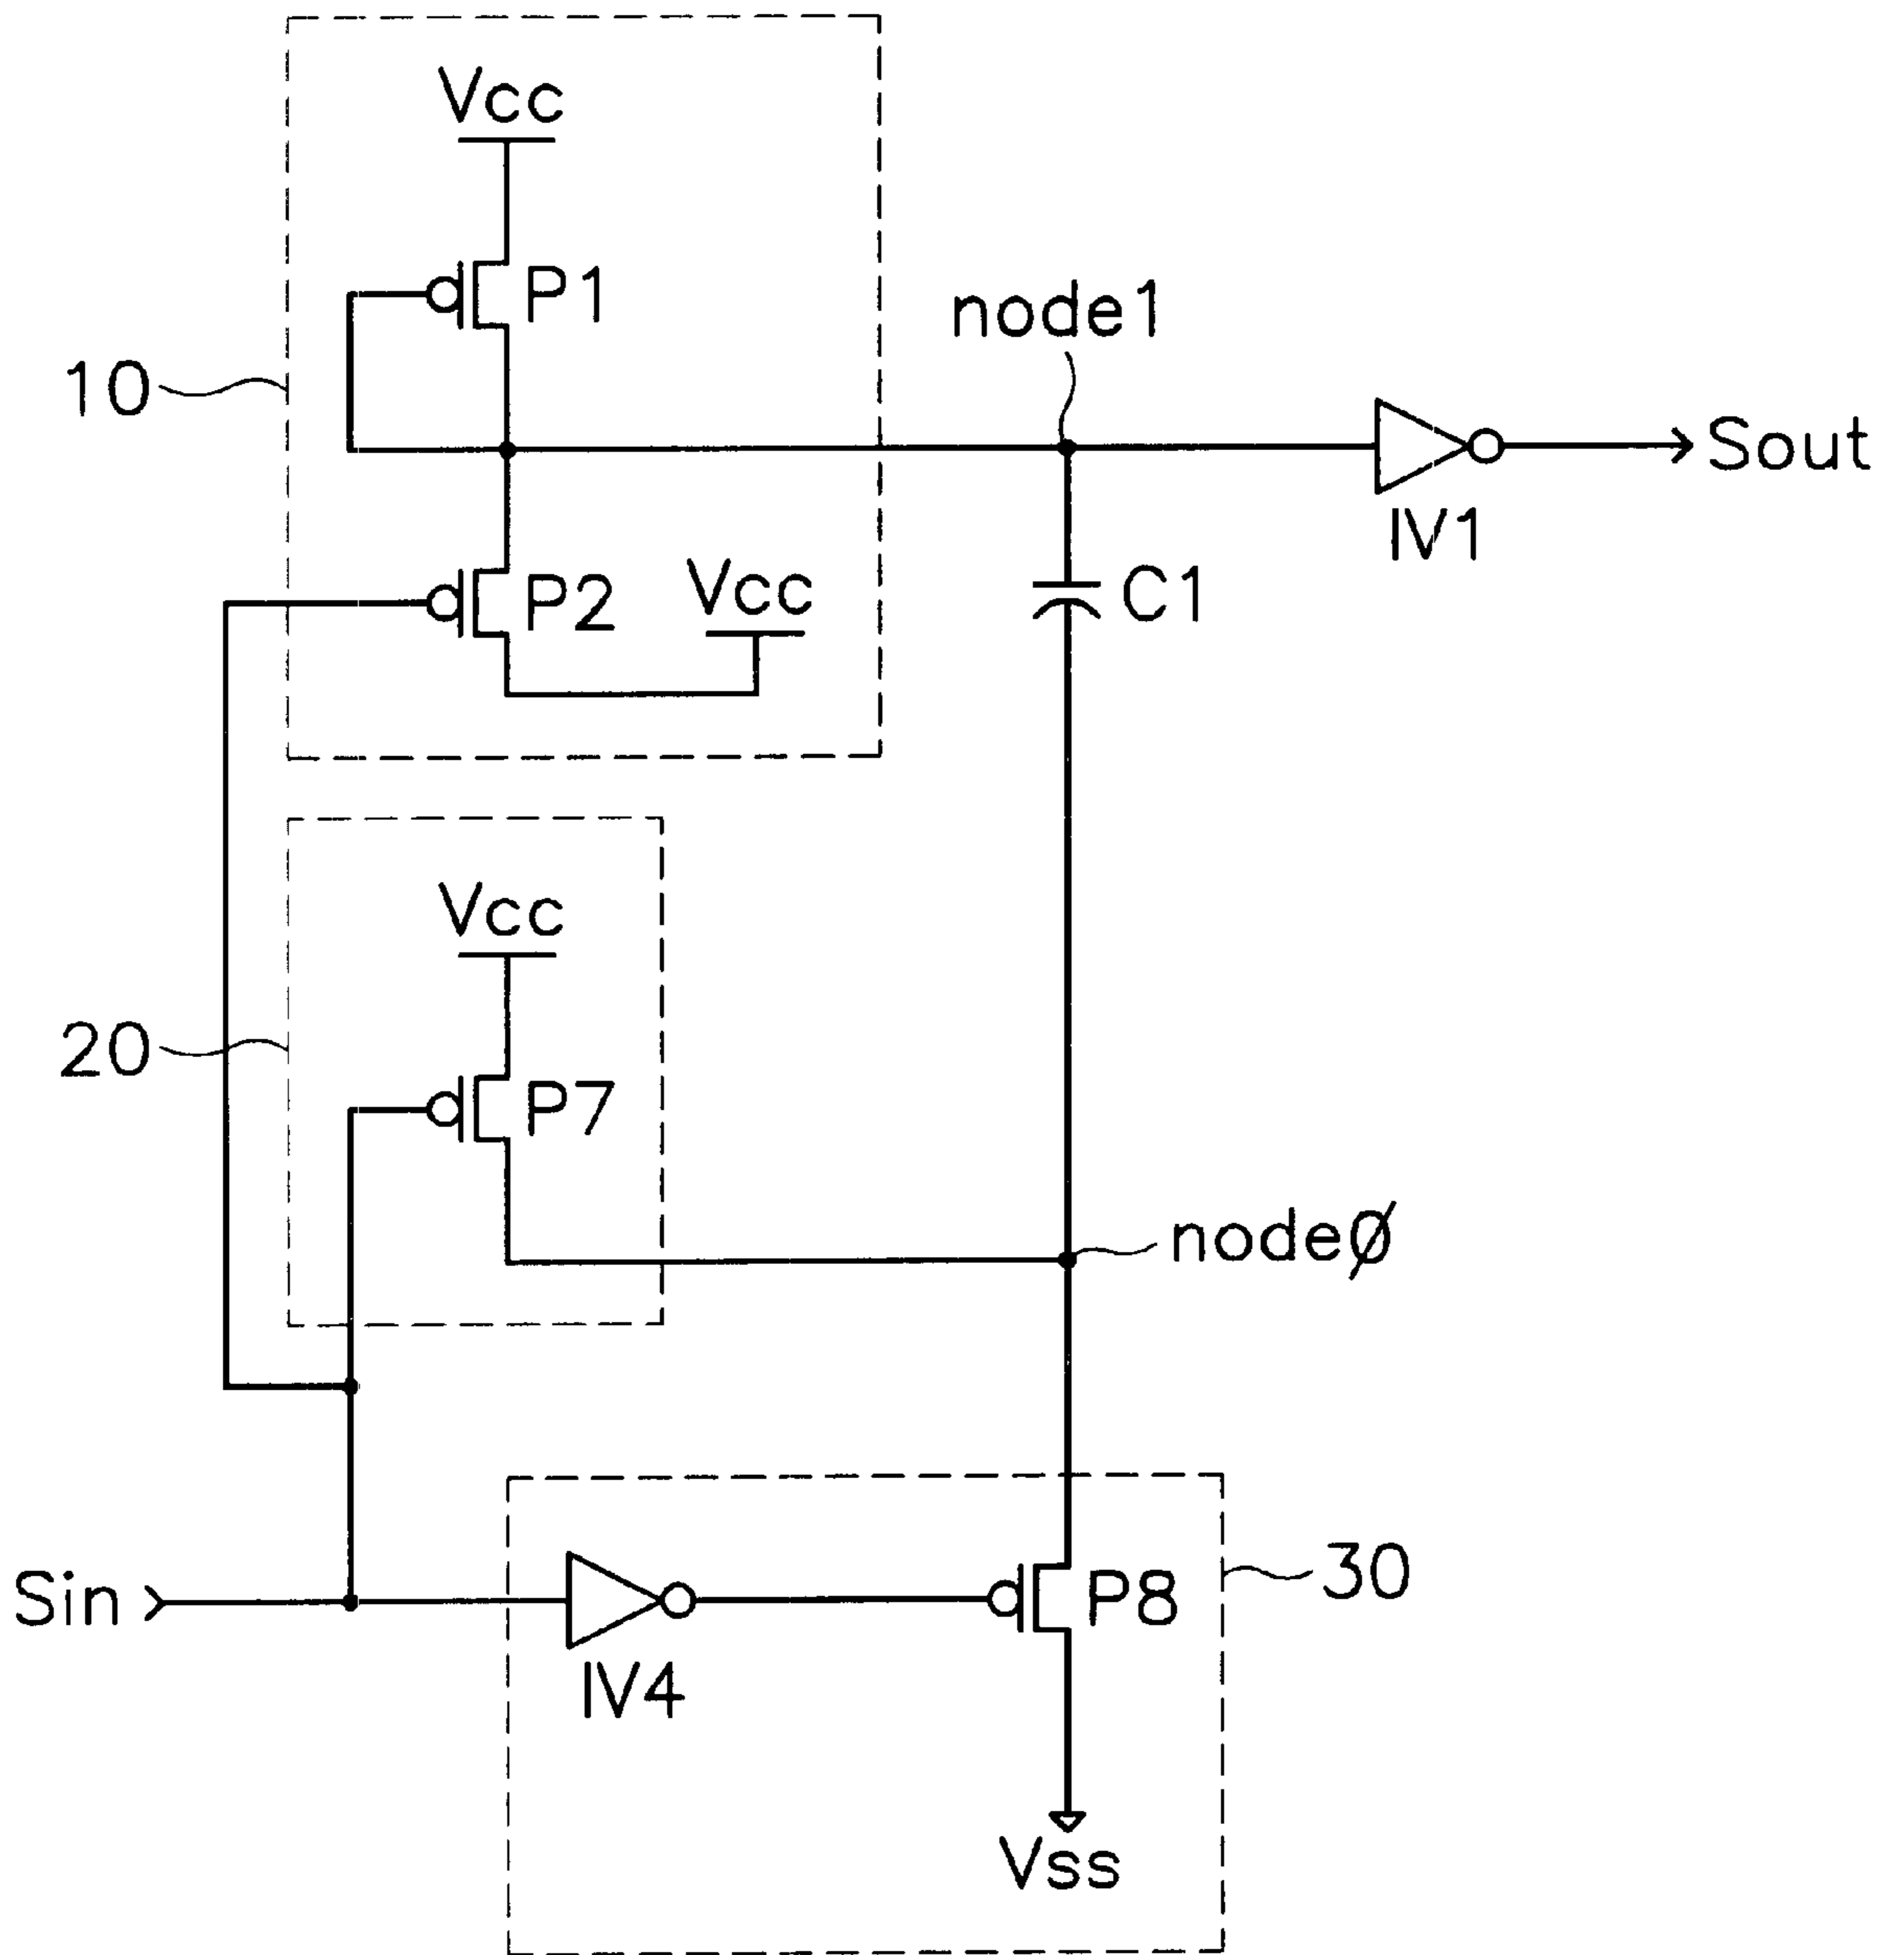 Vcc
P1
node1
10
Sout
IV1
P2
Vcc
C1
Vcc
20
P7
nodeø
Sin
P8
30
IV4
Vss